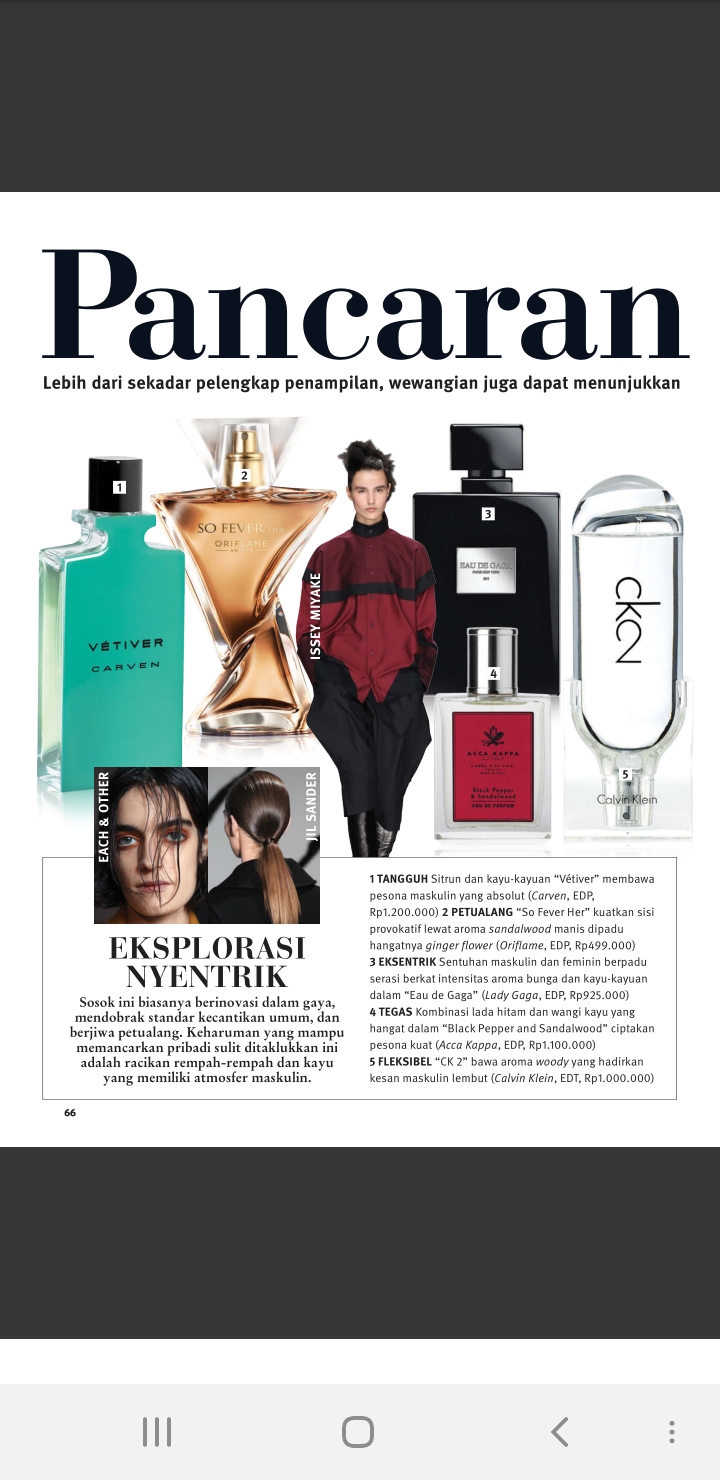 Pancaran
Lebih dari sekadar pelengkap penampilan, wewangian juga dapat menunjukkan
1
VÉTIVER
CARVEN
2
SO FEVER HER
ORIFLAME
ISSEY MIYAKE
3
EAU DE GAGA
001
4
ACCA KAPPA
Black Pepper
& Sandalwood
EAU DE PARFUM
ck2
5
Calvin Klein
EACH & OTHER
JIL SANDER
EKSPLORASI
NYENTRIK
Sosok ini biasanya berinovasi dalam gaya,
mendobrak standar kecantikan umum, dan
berjiwa petualang. Keharuman yang mampu
memancarkan pribadi sulit ditaklukkan ini
adalah racikan rempah-rempah dan kayu
yang memiliki atmosfer maskulin.
1 TANGGUH Sitrun dan kayu-kayuan “Vétiver” membawa
pesona maskulin yang absolut (Carven, EDP,
Rp1.200.000) 2 PETUALANG “So Fever Her” kuatkan sisi
provokatif lewat aroma sandalwood manis dipadu
hangatnya ginger flower (Oriflame, EDP, Rp499.000)
3 EKSENTRIK Sentuhan maskulin dan feminin berpadu
serasi berkat intensitas aroma bunga dan kayu-kayuan
dalam “Eau de Gaga” (Lady Gaga, EDP, Rp925.000)
4 TEGAS Kombinasi lada hitam dan wangi kayu yang
hangat dalam “Black Pepper and Sandalwood” ciptakan
pesona kuat (Acca Kappa, EDP, Rp1.100.000)
5 FLEKSIBEL “CK 2” bawa aroma woody yang hadirkan
kesan maskulin lembut (Calvin Klein, EDT, Rp1.000.000)
66